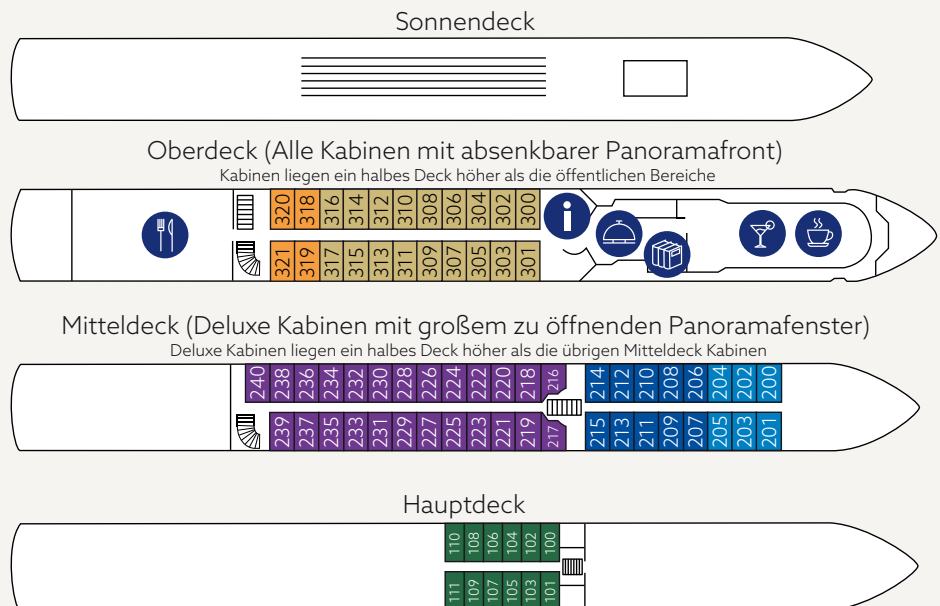 Sonnendeck
Oberdeck (Alle Kabinen mit absenkbarer Panoramafront)
Kabinen liegen ein halbes Deck höher als die öffentlichen Bereiche
320 318 316 314 312 310 308 306 304 302 300
321 319 317 315 313 311 309 307 305 303 301
Mitteldeck (Deluxe Kabinen mit großem zu öffnenden Panoramafenster)
Deluxe Kabinen liegen ein halbes Deck höher als die übrigen Mitteldeck Kabinen
240 238 236 234 232 230 228 226 224 222 220 218 216 214 212 210 208 206 204 202 200
239 237 235 233 231 229 227 225 223 221 219 217 215 213 211 209 207 205 203 201
Hauptdeck
110 108 106 104 102 100
111 109 107 105 103 101